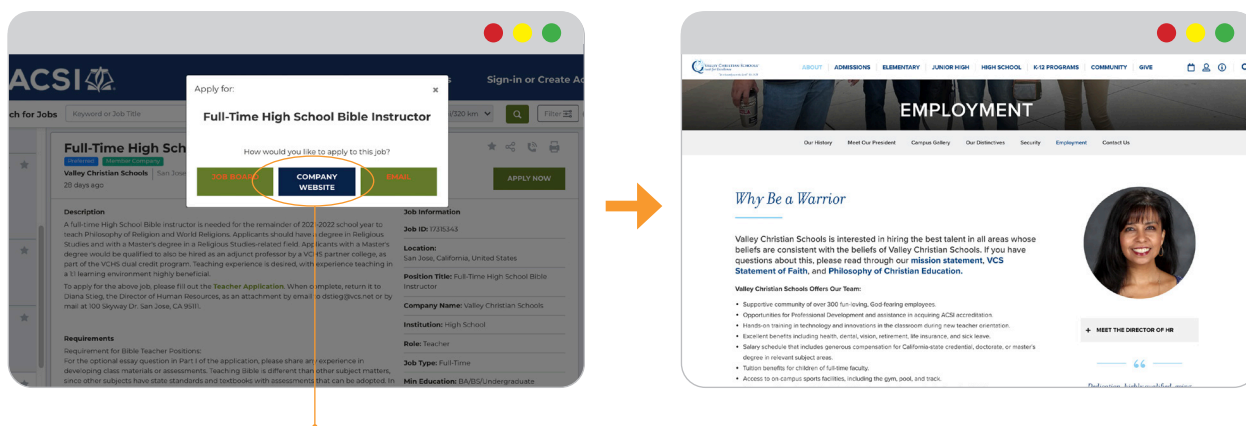 ACSI
Sign-in or Create Ac
ch for Jobs
Keyword or Job Title
/320 km
Filter
Apply for:
x
Full-Time High School Bible Instructor
How would you like to apply to this job?
JOB BOARD
COMPANY
WEBSITE
EMAIL
Full-Time High Sch
Preferred
Member Company
Valley Christian Schools
San Jose
28 days ago
APPLY NOW
Description
A full-time High School Bible instructor is needed for the remainder of 2021-2022 school year to
teach Philosophy of Religion and World Religions. Applicants should have a degree in Religious
Studies and with a Master's degree in a Religious Studies-related field. Applicants with a Master's
degree would be qualified to also be hired as an adjunct professor by a VCHS partner college, as
part of the VCHS dual credit program. Teaching experience is desired, with experience teaching in
a 1:1 learning environment highly beneficial.
To apply for the above job, please fill out the Teacher Application. When complete, return it to
Diana Stieg, the Director of Human Resources, as an attachment by email to dstieg@vcs.net or by
mail at 100 Skyway Dr. San Jose, CA 95111.
Requirements
Requirement for Bible Teacher Positions:
For the optional essay question in Part I of the application, please share any experience in
developing class materials or assessments. Teaching Bible is different than other subject matters,
since other subjects have state standards and textbooks with assessments that can be adopted. In
Job Information
Job ID: 17315343
Location:
San Jose, California, United States
Position Title: Full-Time High School Bible
Instructor
Company Name: Valley Christian Schools
Institution: High School
Role: Teacher
Job Type: Full-Time
Min Education: BA/BS/Undergraduate
Valley Christian Schools
ABOUT
ADMISSIONS
ELEMENTARY
JUNIOR HIGH
HIGH SCHOOL
K-12 PROGRAMS
COMMUNITY
GIVE
EMPLOYMENT
Our History
Meet Our President
Campus Gallery
Our Distinctives
Security
Employment
Contact Us
Why Be a Warrior
Valley Christian Schools is interested in hiring the best talent in all areas whose
beliefs are consistent with the beliefs of Valley Christian Schools. If you have
questions about this, please read through our mission statement, VCS
Statement of Faith, and Philosophy of Christian Education.
Valley Christian Schools Offers Our Team:
• Supportive community of over 300 fun-loving, God-fearing employees.
• Opportunities for Professional Development and assistance in acquiring ACSI accreditation.
• Hands-on training in technology and innovations in the classroom during new teacher orientation.
• Excellent benefits including health, dental, vision, retirement, life insurance, and sick leave.
• Salary schedule that includes generous compensation for California-state credential, doctorate, or master's
degree in relevant subject areas.
• Tuition benefits for children of full-time faculty.
• Access to on-campus sports facilities, including the gym, pool, and track.
+ MEET THE DIRECTOR OF HR